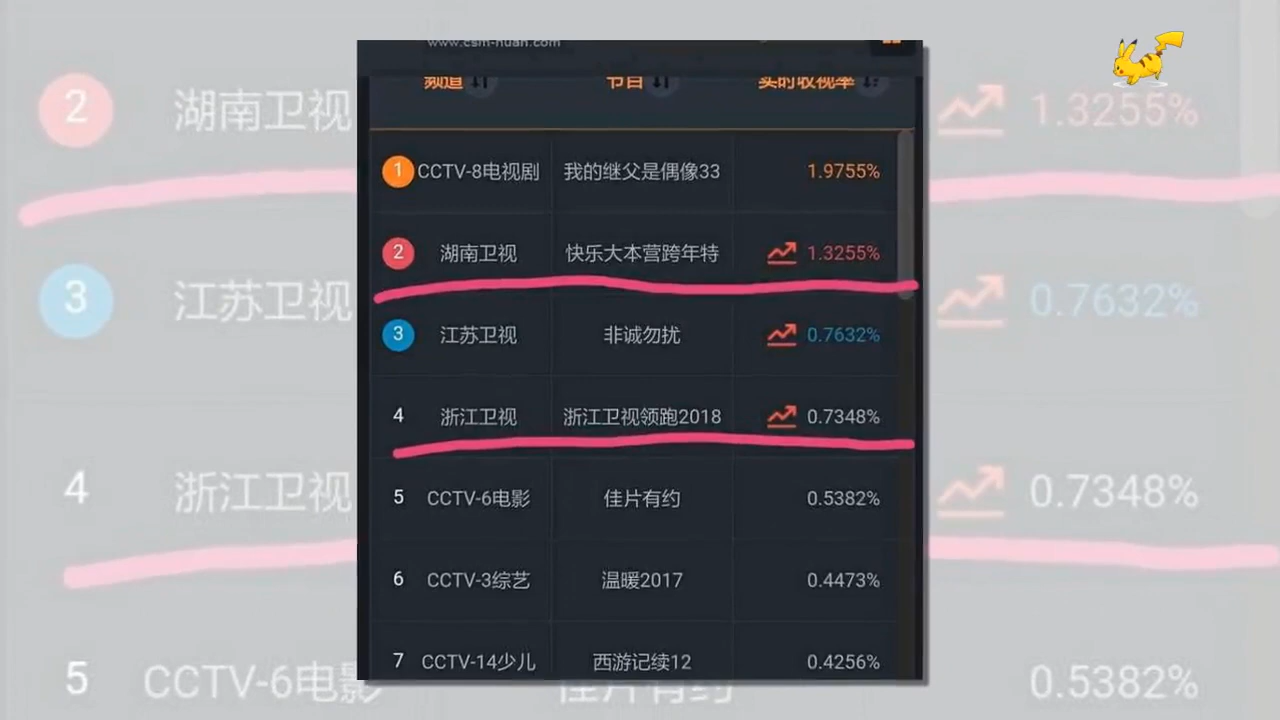 www.csm-huan.com
频道 节目 实时收视率
1 CCTV-8电视剧 我的继父是偶像33 1.9755%
2 湖南卫视 快乐大本营跨年特 1.3255%
3 江苏卫视 非诚勿扰 0.7632%
4 浙江卫视 浙江卫视领跑2018 0.7348%
5 CCTV-6电影 佳片有约 0.5382%
6 CCTV-3综艺 温暖2017 0.4473%
7 CCTV-14少儿 西游记续12 0.4256%
2 湖南卫视 1.3255%
3 江苏卫视 0.7632%
4 浙江卫视 0.7348%
5 CCTV-6电影 佳片有约 0.5382%